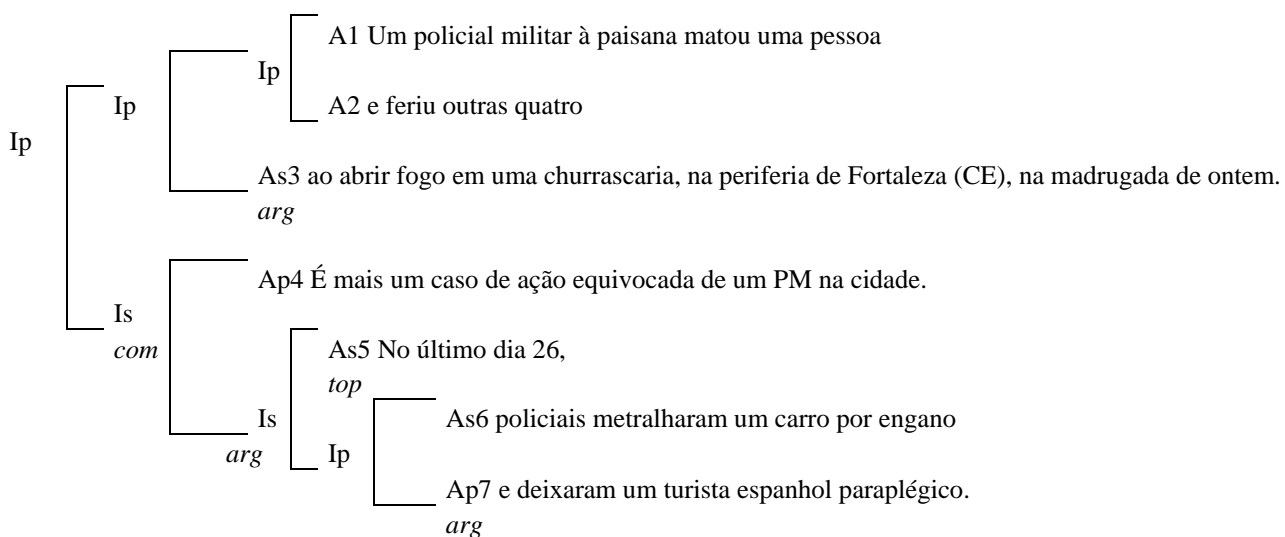 A1 Um policial militar à paisana matou uma pessoa
Ip
Ip
A2 e feriu outras quatro
Ip
As3 ao abrir fogo em uma churrascaria, na periferia de Fortaleza (CE), na madrugada de ontem.
arg
Ap4 É mais um caso de ação equivocada de um PM na cidade.
Is
com
As5 No último dia 26,
top
Is
As6 policiais metralharam um carro por engano
arg
Ip
Ap7 e deixaram um turista espanhol paraplégico.
arg